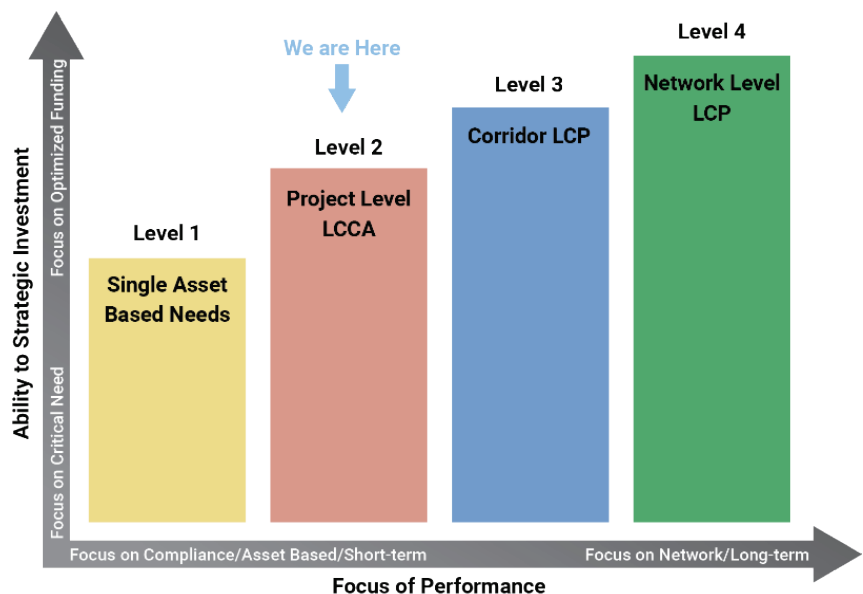 Level 4
We are Here
Network Level
LCP
Level 3
Corridor LCP
Level 2
Project Level
LCCA
Level 1
Single Asset
Based Needs
Ability to Strategic Investment
Focus on Optimized Funding
Focus on Critical Need
Focus on Compliance/Asset Based/Short-term
Focus on Network/Long-term
Focus of Performance